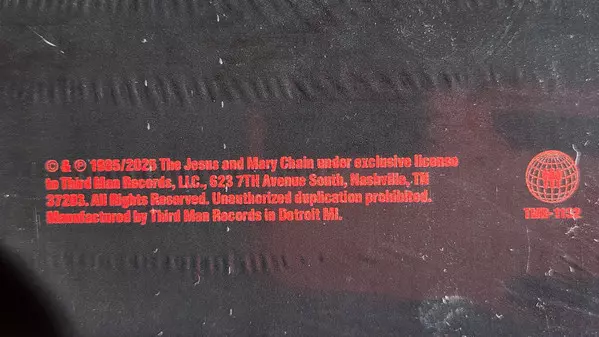 © & ℗ 1985/2025 The Jesus and Mary Chain under exclusive license
to Third Man Records, LLC., 623 7TH Avenue South, Nashville, TN
37203. All Rights Reserved. Unauthorized duplication prohibited.
Manufactured by Third Man Records in Detroit MI.